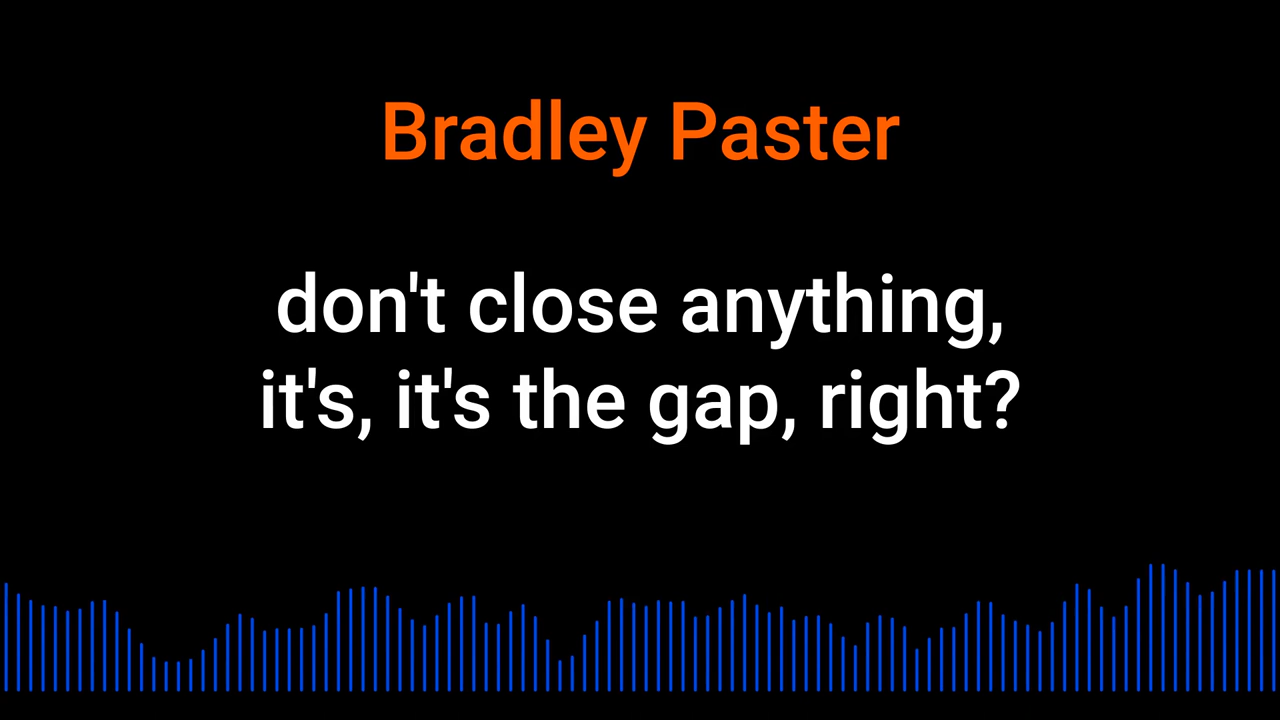 Bradley Paster
don't close anything,
it's, it's the gap, right?